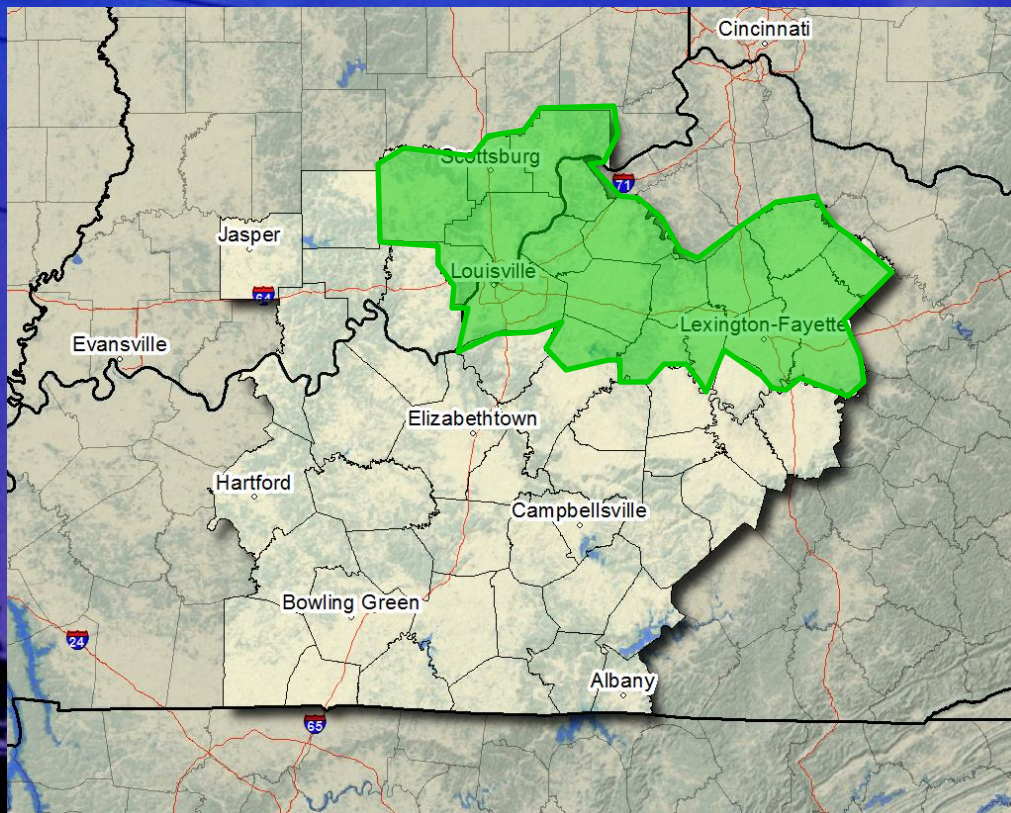 Cincinnati
Scottsburg
71
Jasper
Louisville
64
Lexington-Fayette
Evansville
Elizabethtown
Hartford
Campbellsville
Bowling Green
24
Albany
65